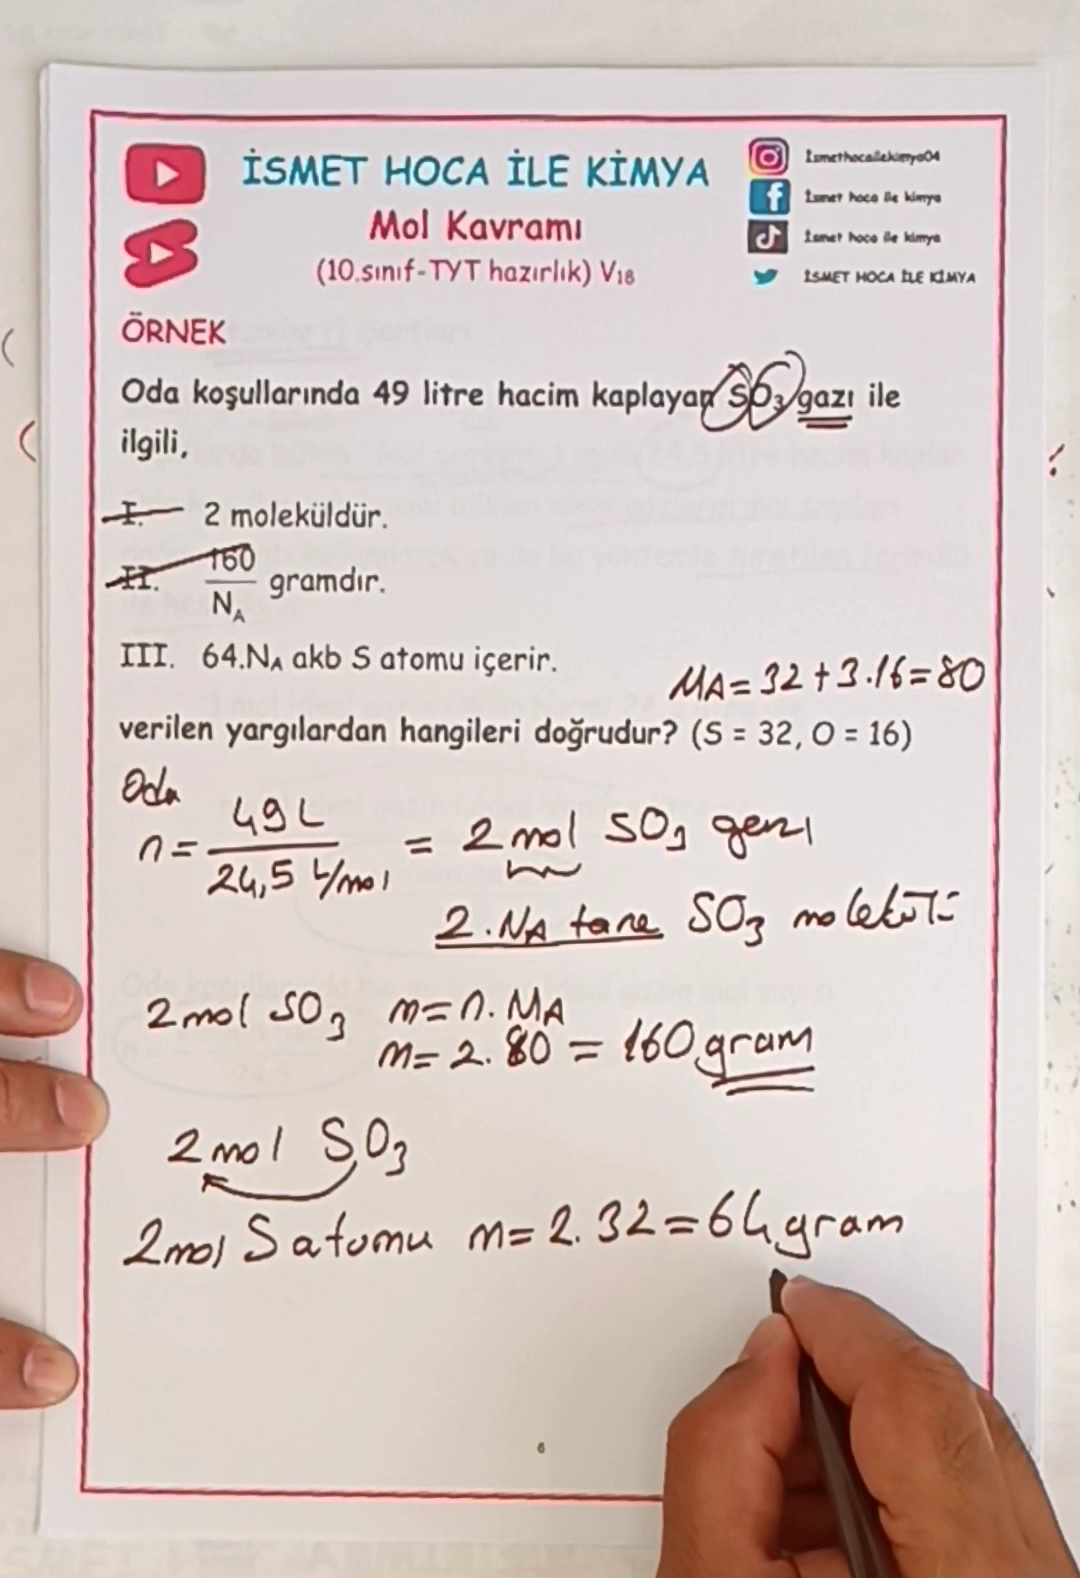 İSMET HOCA İLE KİMYA
Mol Kavramı
(10.sınıf-TYT hazırlık) V18
İsmet hoca ile kimya
İsmet hoca ile kimya
İSMET HOCA İLE KİMYA
ÖRNEK
Oda koşullarında 49 litre hacim kaplayan SO3 gazı ile
ilgili,
I. 2 moleküldür.
II. 160/NA gramdır.
III. 64.NA akb S atomu içerir.
MA = 32 + 3.16 = 80
verilen yargılardan hangileri doğrudur? (S = 32, O = 16)
Oda
n = 49 L / 24,5 L/mol = 2 mol SO3 gazı
2.NA tane SO3 molekülü
2 mol SO3 m = n. MA
m = 2. 80 = 160 gram
2 mol SO3
2 mol S atomu m = 2. 32 = 64 gram
6